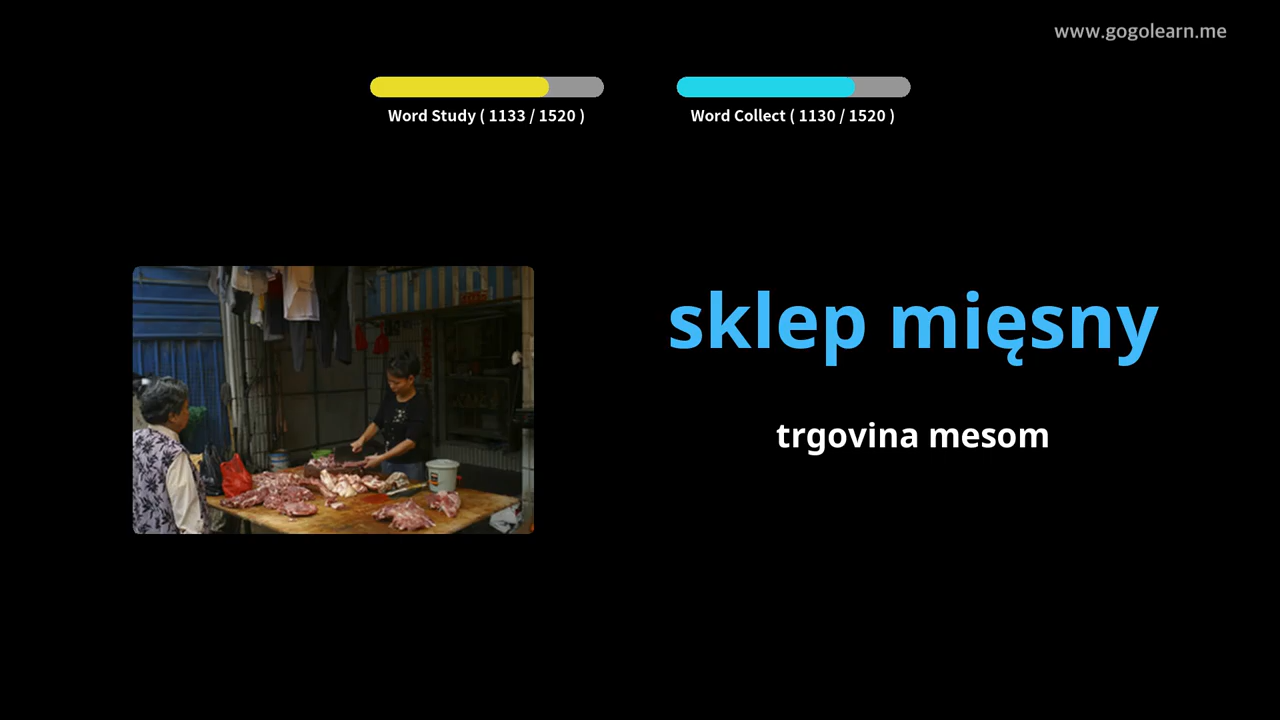 www.gogolearn.me
Word Study ( 1133 / 1520 )
Word Collect ( 1130 / 1520 )
sklep mięsny
trgovina mesom